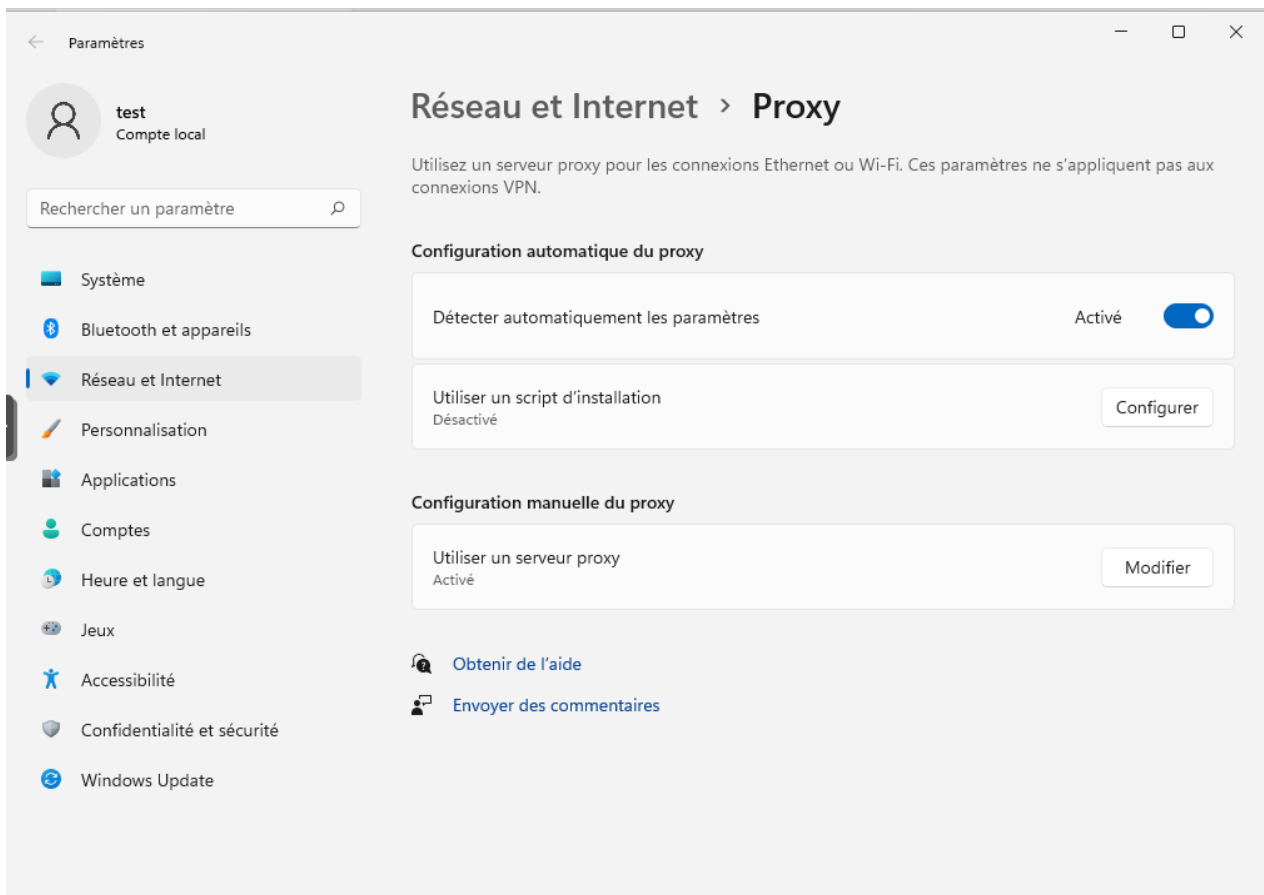 Paramètres
test
Compte local
Rechercher un paramètre
Système
Bluetooth et appareils
Réseau et Internet
Personnalisation
Applications
Comptes
Heure et langue
Jeux
Accessibilité
Confidentialité et sécurité
Windows Update
Réseau et Internet > Proxy
Utilisez un serveur proxy pour les connexions Ethernet ou Wi-Fi. Ces paramètres ne s’appliquent pas aux
connexions VPN.
Configuration automatique du proxy
Détecter automatiquement les paramètres Activé
Utiliser un script d’installation
Désactivé
Configurer
Configuration manuelle du proxy
Utiliser un serveur proxy
Activé
Modifier
Obtenir de l’aide
Envoyer des commentaires